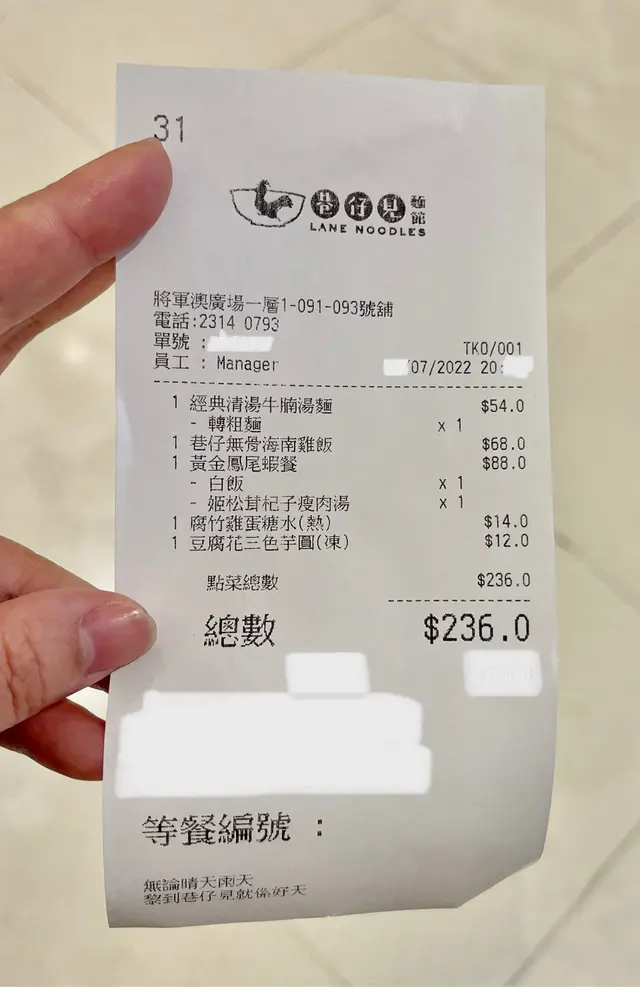 31
巷仔見 麵館
LANE NOODLES
將軍澳廣場一層1-091-093號舖
電話:2314 0793
單號 :
TKO/001
員工 : Manager /07/2022 20:
1 經典清湯牛腩湯麵 $54.0
- 轉粗麵 x 1
1 巷仔無骨海南雞飯 $68.0
1 黃金鳳尾蝦餐 $88.0
- 白飯 x 1
- 姬松茸杞子瘦肉湯 x 1
1 腐竹雞蛋糖水(熱) $14.0
1 豆腐花三色芋圓(凍) $12.0
點菜總數 $236.0
總數 $236.0
等餐編號 :
無論晴天雨天
黎到巷仔見就係好天